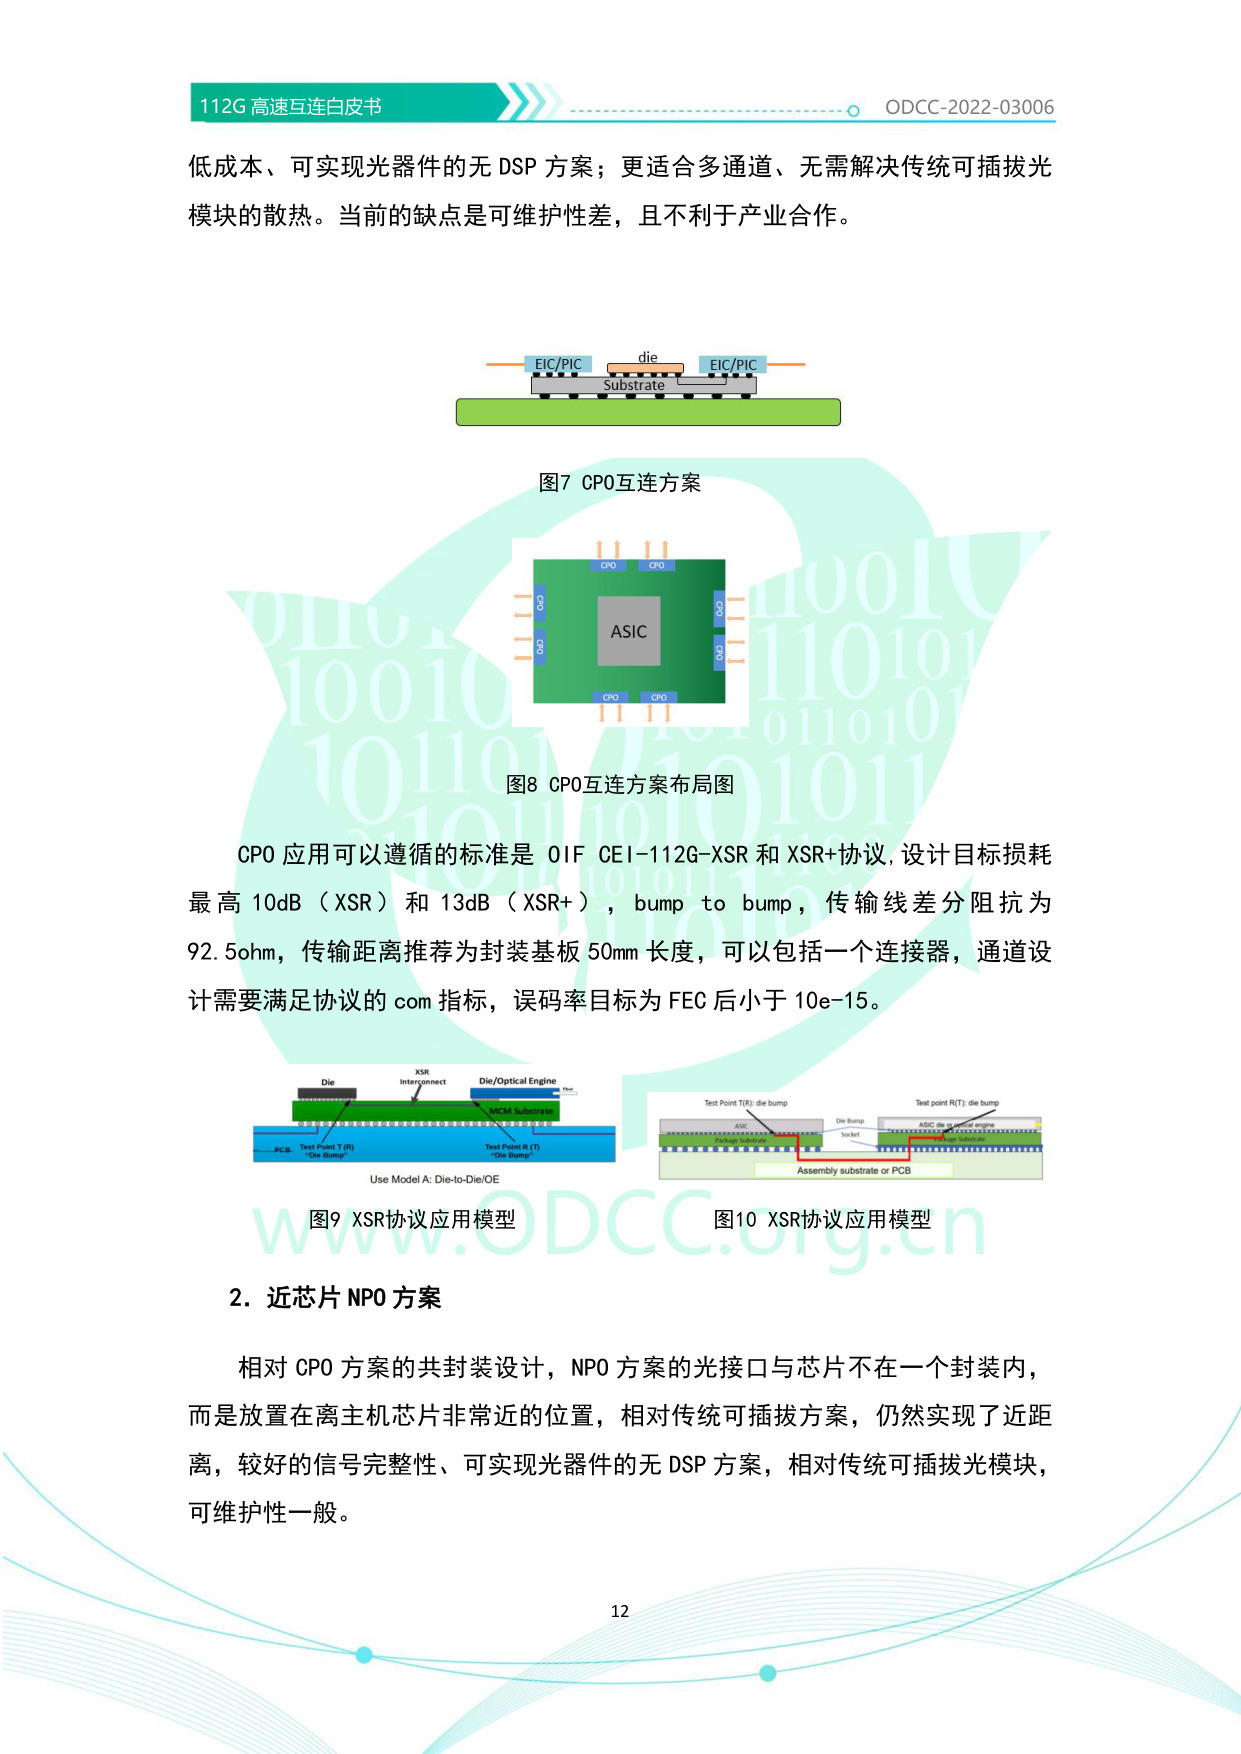 112G 高速互连白皮书
ODCC-2022-03006
低成本、可实现光器件的无 DSP 方案；更适合多通道、无需解决传统可插拔光
模块的散热。当前的缺点是可维护性差，且不利于产业合作。
EIC/PIC die EIC/PIC
Substrate
图7 CPO互连方案
CPO CPO
CPO CPO
ASIC
CPO CPO
CPO CPO
图8 CPO互连方案布局图
CPO 应用可以遵循的标准是 OIF CEI-112G-XSR 和 XSR+协议,设计目标损耗
最高 10dB（XSR）和 13dB（XSR+），bump to bump，传输线差分阻抗为
92.5ohm，传输距离推荐为封装基板 50mm 长度，可以包括一个连接器，通道设
计需要满足协议的 com 指标，误码率目标为 FEC 后小于 10e-15。
Die
XSR
Interconnect
Die/Optical Engine
Fiber
MCM Substrate
PCB
Test Point T (R)
"Die Bump"
Test Point R (T)
"Die Bump"
Use Model A: Die-to-Die/OE
Test Point T(R): die bump
Test point R(T): die bump
ASIC
Die Bump
ASIC die or optical engine
Package Substrate
Socket
Package Substrate
Assembly substrate or PCB
图9 XSR协议应用模型
图10 XSR协议应用模型
www.ODCC.org.cn
2. 近芯片 NPO 方案
相对 CPO 方案的共封装设计，NPO 方案的光接口与芯片不在一个封装内，
而是放置在离主机芯片非常近的位置，相对传统可插拔方案，仍然实现了近距
离，较好的信号完整性、可实现光器件的无 DSP 方案，相对传统可插拔光模块，
可维护性一般。
12